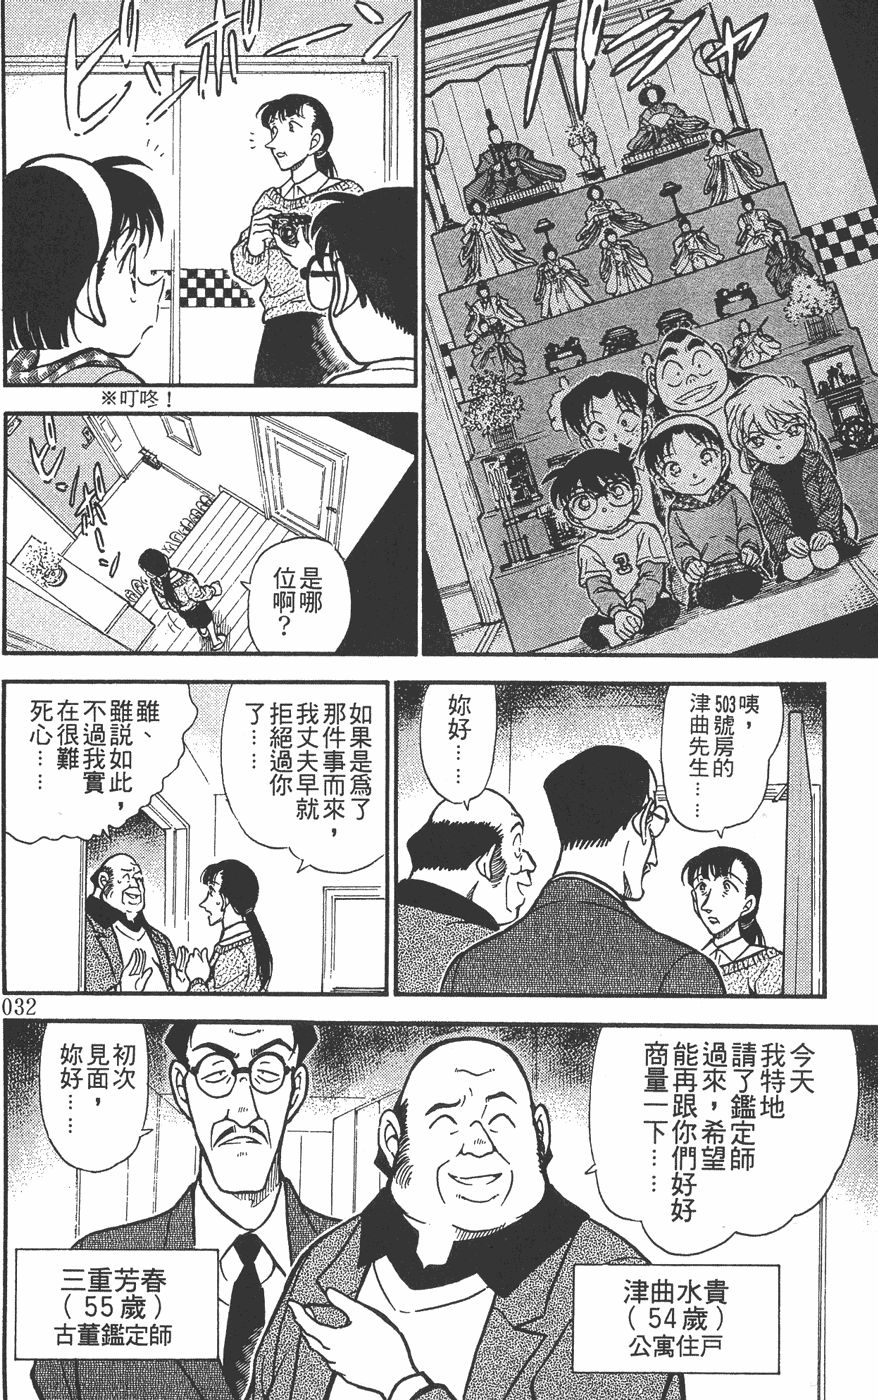 パシャ
ピンポーン
※叮咚！
是哪
位啊？
咦，
503號房的
津曲先生……
妳好……
如果是為了
那件事而來，
我丈夫早就
拒絕過你
了……
雖、
雖說如此，
不過我實
在很難
死心……
032
今天
我特地
請了鑑定師
過來，希望
能再跟你們好好
商量一下……
初次
見面，
妳好……
三重芳春
（55歲）
古董鑑定師
津曲水貴
（54歲）
公寓住戶